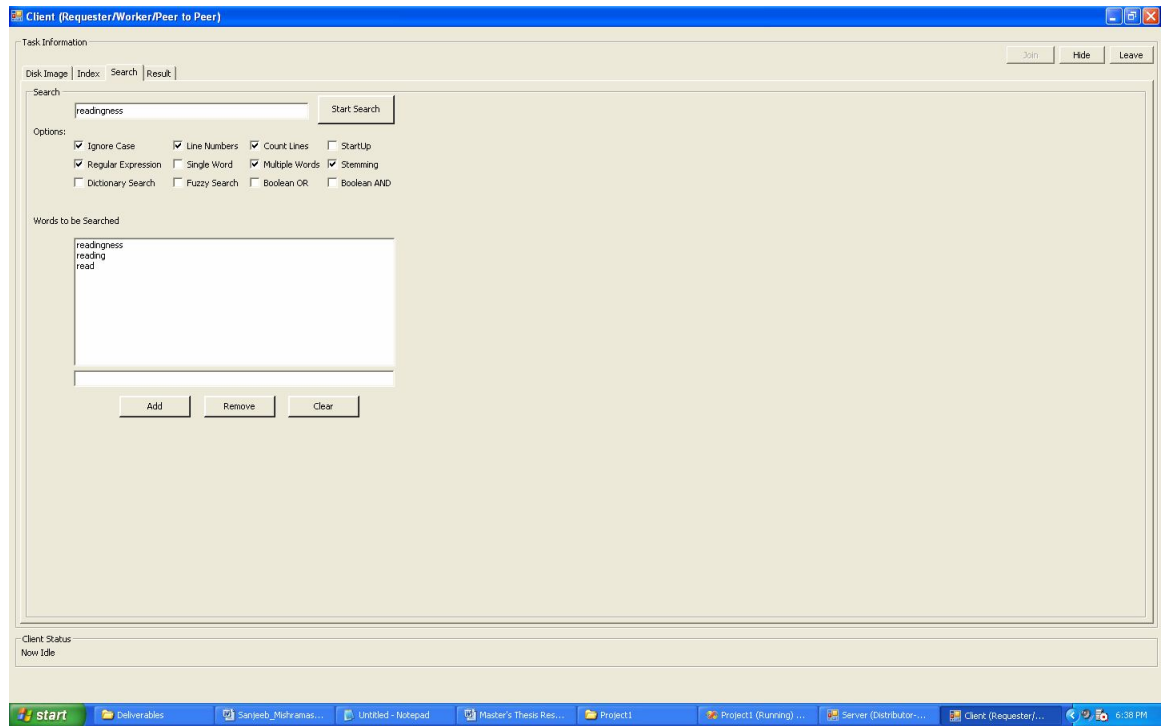 Client (Requester/Worker/Peer to Peer)
Task Information
Join Hide Leave
Disk Image Index Search Result
Search
readingness Start Search
Options:
Ignore Case Line Numbers Count Lines StartUp
Regular Expression Single Word Multiple Words Stemming
Dictionary Search Fuzzy Search Boolean OR Boolean AND
Words to be Searched
readingness
reading
read
Add Remove Clear
Client Status
Now Idle
start Deliverables Sanjeeb_Mishramas... Untitled - Notepad Master's Thesis Res... Project1 Project1 (Running) ... Server (Distributor-... Client (Requester/... 6:38 PM